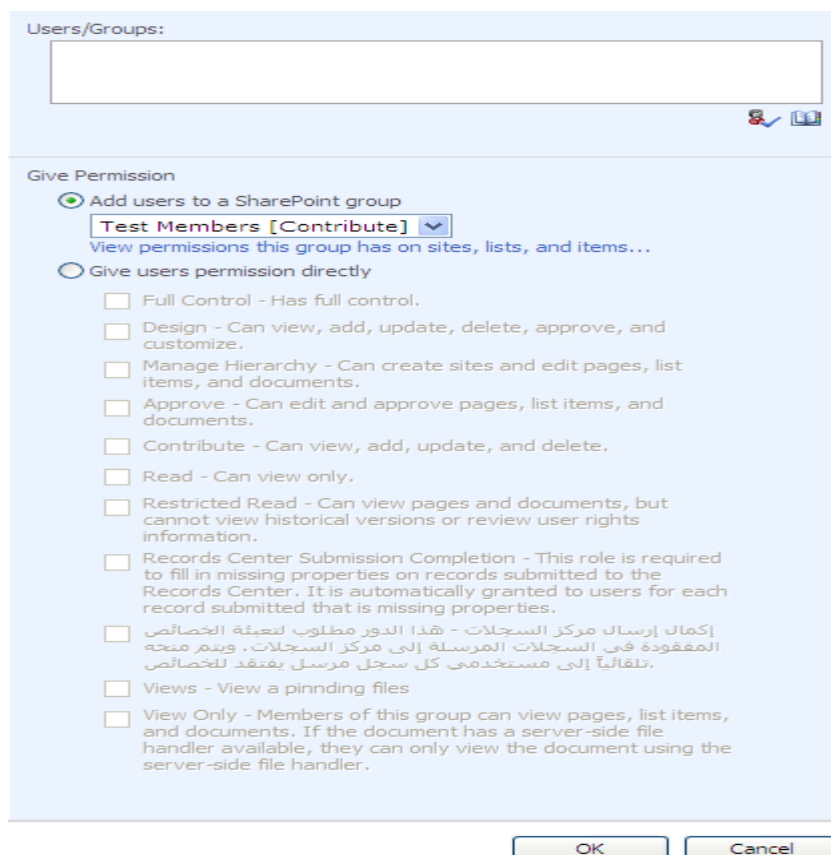 Users/Groups:
Give Permission
Add users to a SharePoint group
Test Members [Contribute]
View permissions this group has on sites, lists, and items...
Give users permission directly
Full Control - Has full control.
Design - Can view, add, update, delete, approve, and
customize.
Manage Hierarchy - Can create sites and edit pages, list
items, and documents.
Approve - Can edit and approve pages, list items, and
documents.
Contribute - Can view, add, update, and delete.
Read - Can view only.
Restricted Read - Can view pages and documents, but
cannot view historical versions or review user rights
information.
Records Center Submission Completion - This role is required
to fill in missing properties on records submitted to the
Records Center. It is automatically granted to users for each
record submitted that is missing properties.
إكمال إرسال مركز السجلات - هذا الدور مطلوب لتعبئة الخصائص
المفقودة في السجلات المرسلة إلى مركز السجلات. ويتم منحه
تلقائياً إلى مستخدمي كل سجل مرسل يفتقد للخصائص.
Views - View a pinnding files
View Only - Members of this group can view pages, list items,
and documents. If the document has a server-side file
handler available, they can only view the document using the
server-side file handler.
OK
Cancel